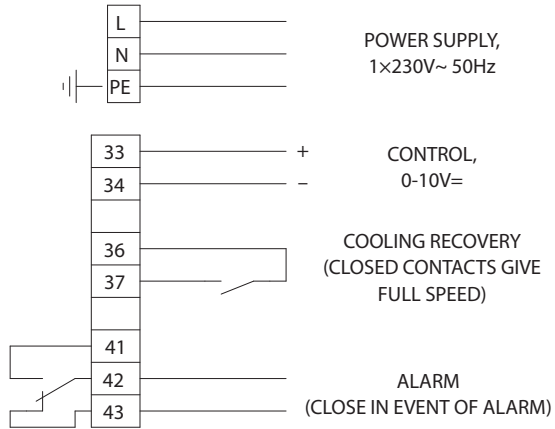 L
N
PE
POWER SUPPLY,
1×230V~ 50Hz
33
34
+
−
CONTROL,
0-10V=
36
37
COOLING RECOVERY
(CLOSED CONTACTS GIVE
FULL SPEED)
41
42
43
ALARM
(CLOSE IN EVENT OF ALARM)